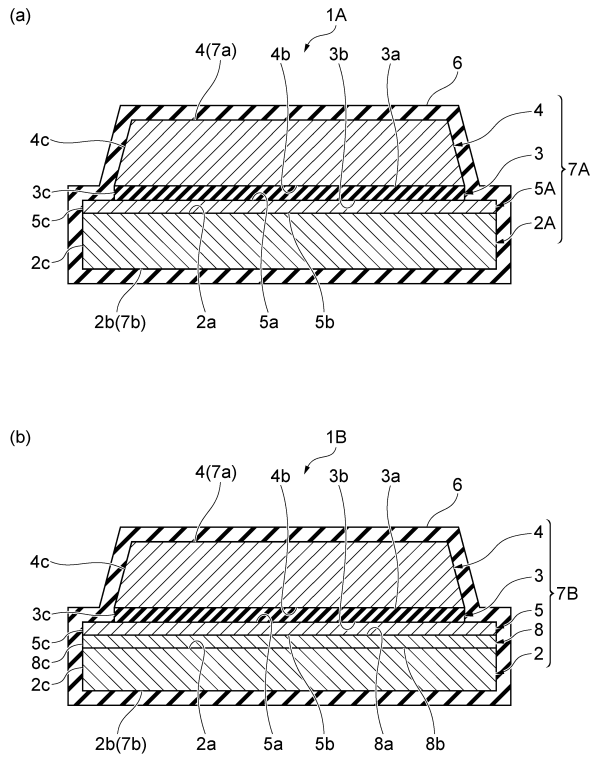 (a)
1A
4(7a) 4b 3b 3a
6
4c 4
3c 3
7A
5c 5A
2c 2A
2b(7b) 2a 5a 5b
(b)
1B
4(7a) 4b 3b 3a
6
4c 4
3c 3
7B
5c 5
8c 8
2c 2
2b(7b) 2a 5a 5b 8a 8b